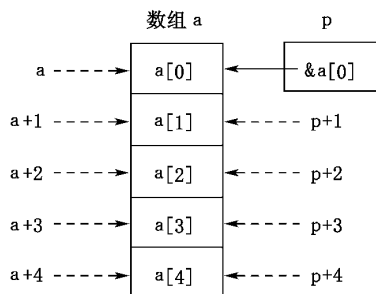 数组 a p
a a[0] &a[0]
a+1 a[1] p+1
a+2 a[2] p+2
a+3 a[3] p+3
a+4 a[4] p+4